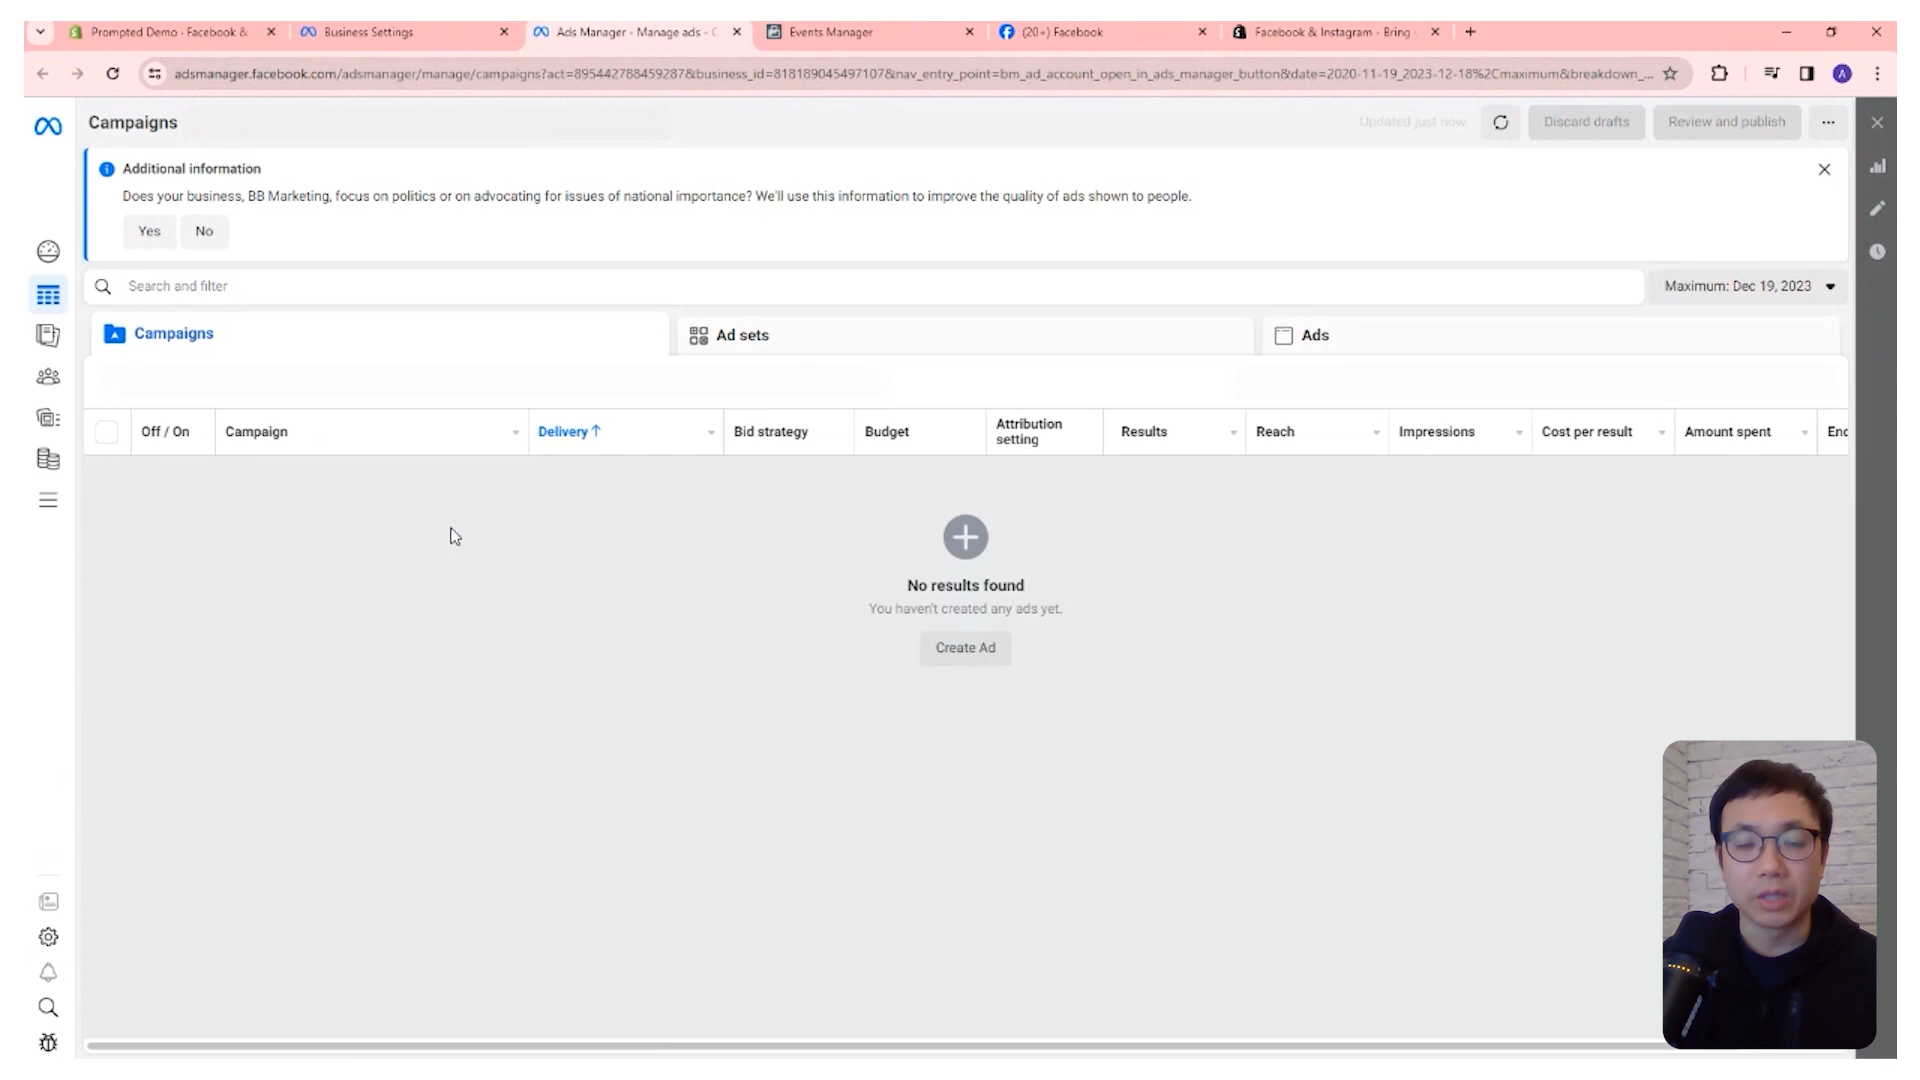 Prompted Demo · Facebook &
Business Settings
Ads Manager - Manage ads - C
Events Manager
(20+) Facebook
Facebook & Instagram - Bring
adsmanager.facebook.com/adsmanager/manage/campaigns?act=895442788459287&business_id=818189045497107&nav_entry_point=bm_ad_account_open_in_ads_manager_button&date=2020-11-19_2023-12-18%2Cmaximum&breakdown_...
A
Campaigns
Updated just now
Discard drafts
Review and publish
Additional information
Does your business, BB Marketing, focus on politics or on advocating for issues of national importance? We'll use this information to improve the quality of ads shown to people.
Yes
No
Search and filter
Maximum: Dec 19, 2023
Campaigns
Ad sets
Ads
Off / On
Campaign
Delivery ↑
Bid strategy
Budget
Attribution
setting
Results
Reach
Impressions
Cost per result
Amount spent
Enc
No results found
You haven't created any ads yet.
Create Ad